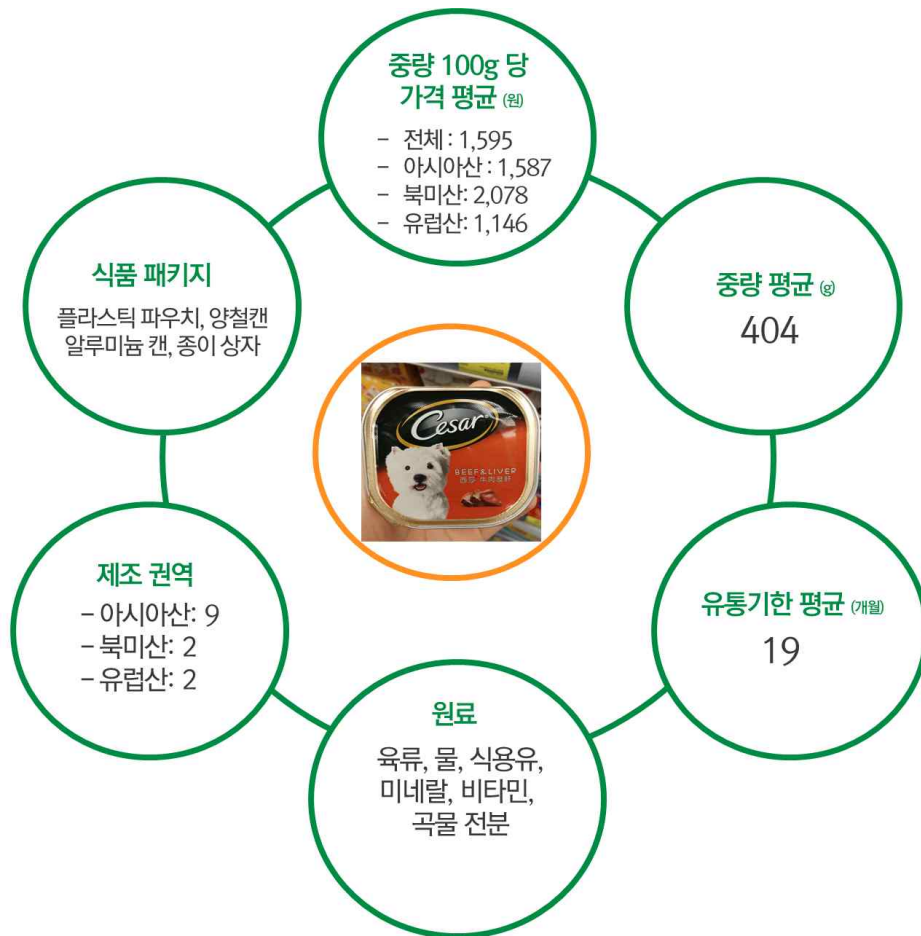 중량 100g 당
가격 평균 (원)
- 전체 : 1,595
- 아시아산 : 1,587
- 북미산: 2,078
- 유럽산: 1,146
식품 패키지
플라스틱 파우치, 양철캔
알루미늄 캔, 종이 상자
중량 평균 (g)
404
Cesar
BEEF & LIVER
제조 권역
- 아시아산: 9
- 북미산: 2
- 유럽산: 2
유통기한 평균 (개월)
19
원료
육류, 물, 식용유,
미네랄, 비타민,
곡물 전분